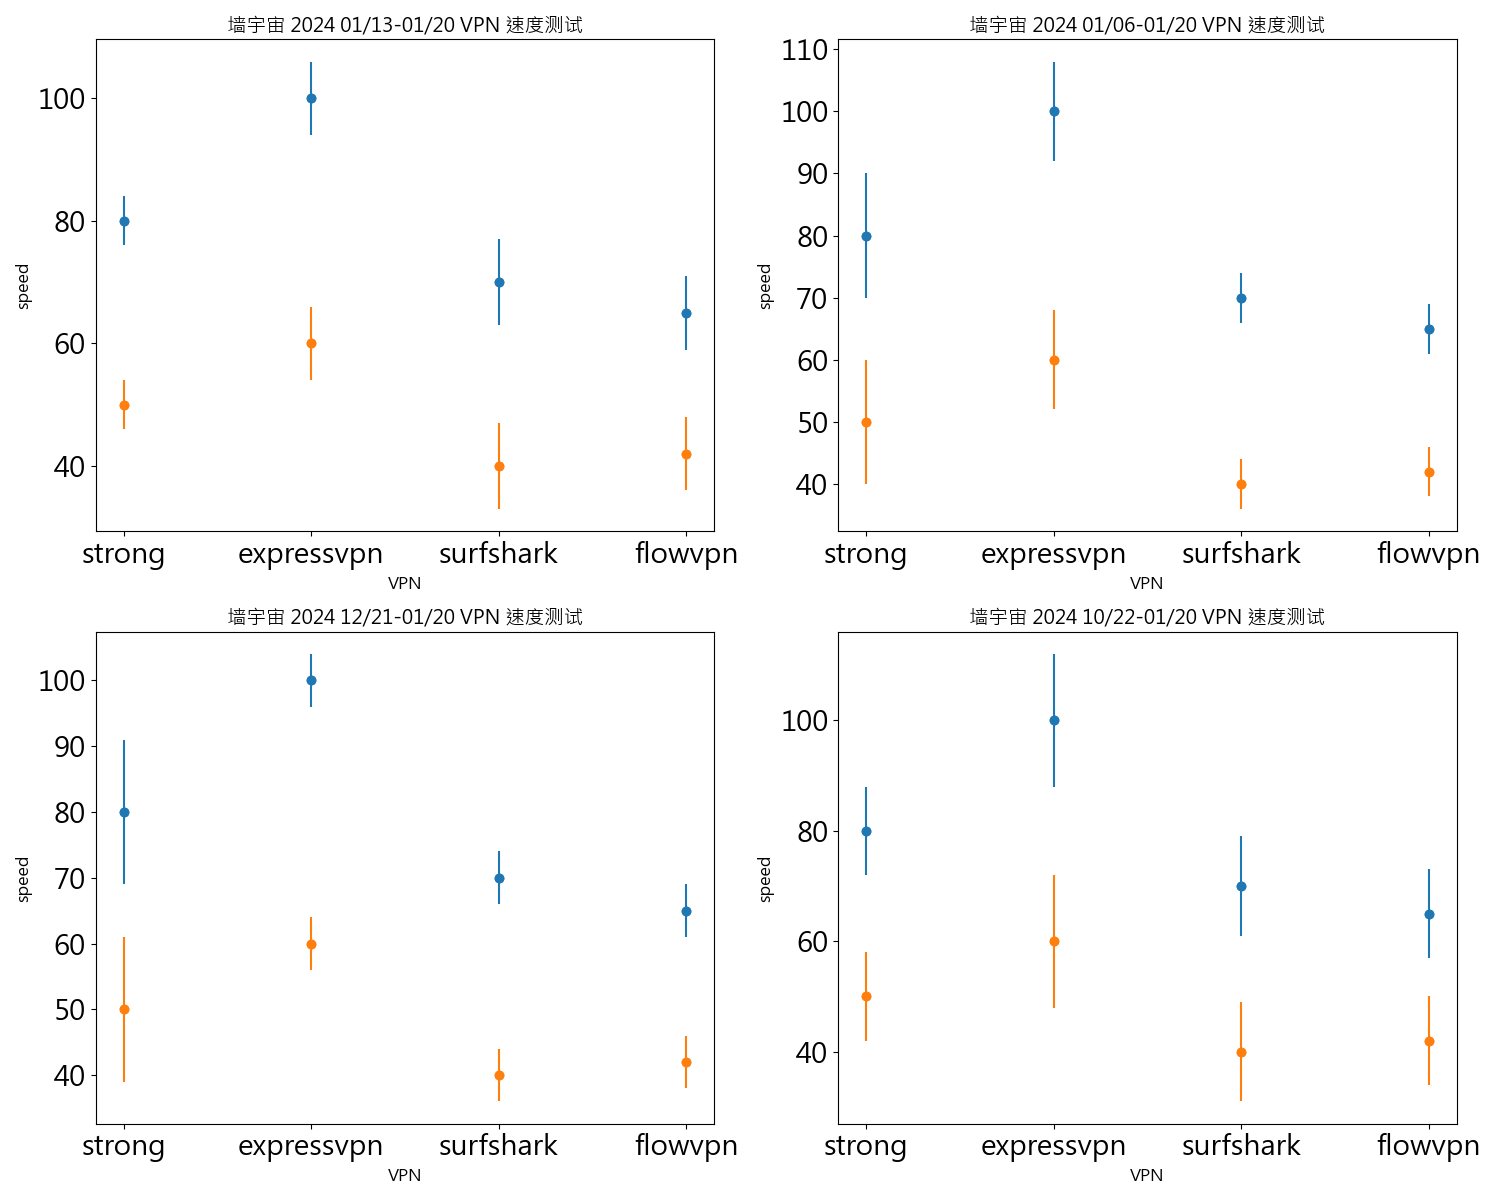 墙宇宙 2024 01/13-01/20 VPN 速度测试
100
80
60
40
speed
strong expressvpn surfshark flowvpn
VPN
墙宇宙 2024 01/06-01/20 VPN 速度测试
110
100
90
80
70
60
50
40
speed
strong expressvpn surfshark flowvpn
VPN
墙宇宙 2024 12/21-01/20 VPN 速度测试
100
90
80
70
60
50
40
speed
strong expressvpn surfshark flowvpn
VPN
墙宇宙 2024 10/22-01/20 VPN 速度测试
100
80
60
40
speed
strong expressvpn surfshark flowvpn
VPN